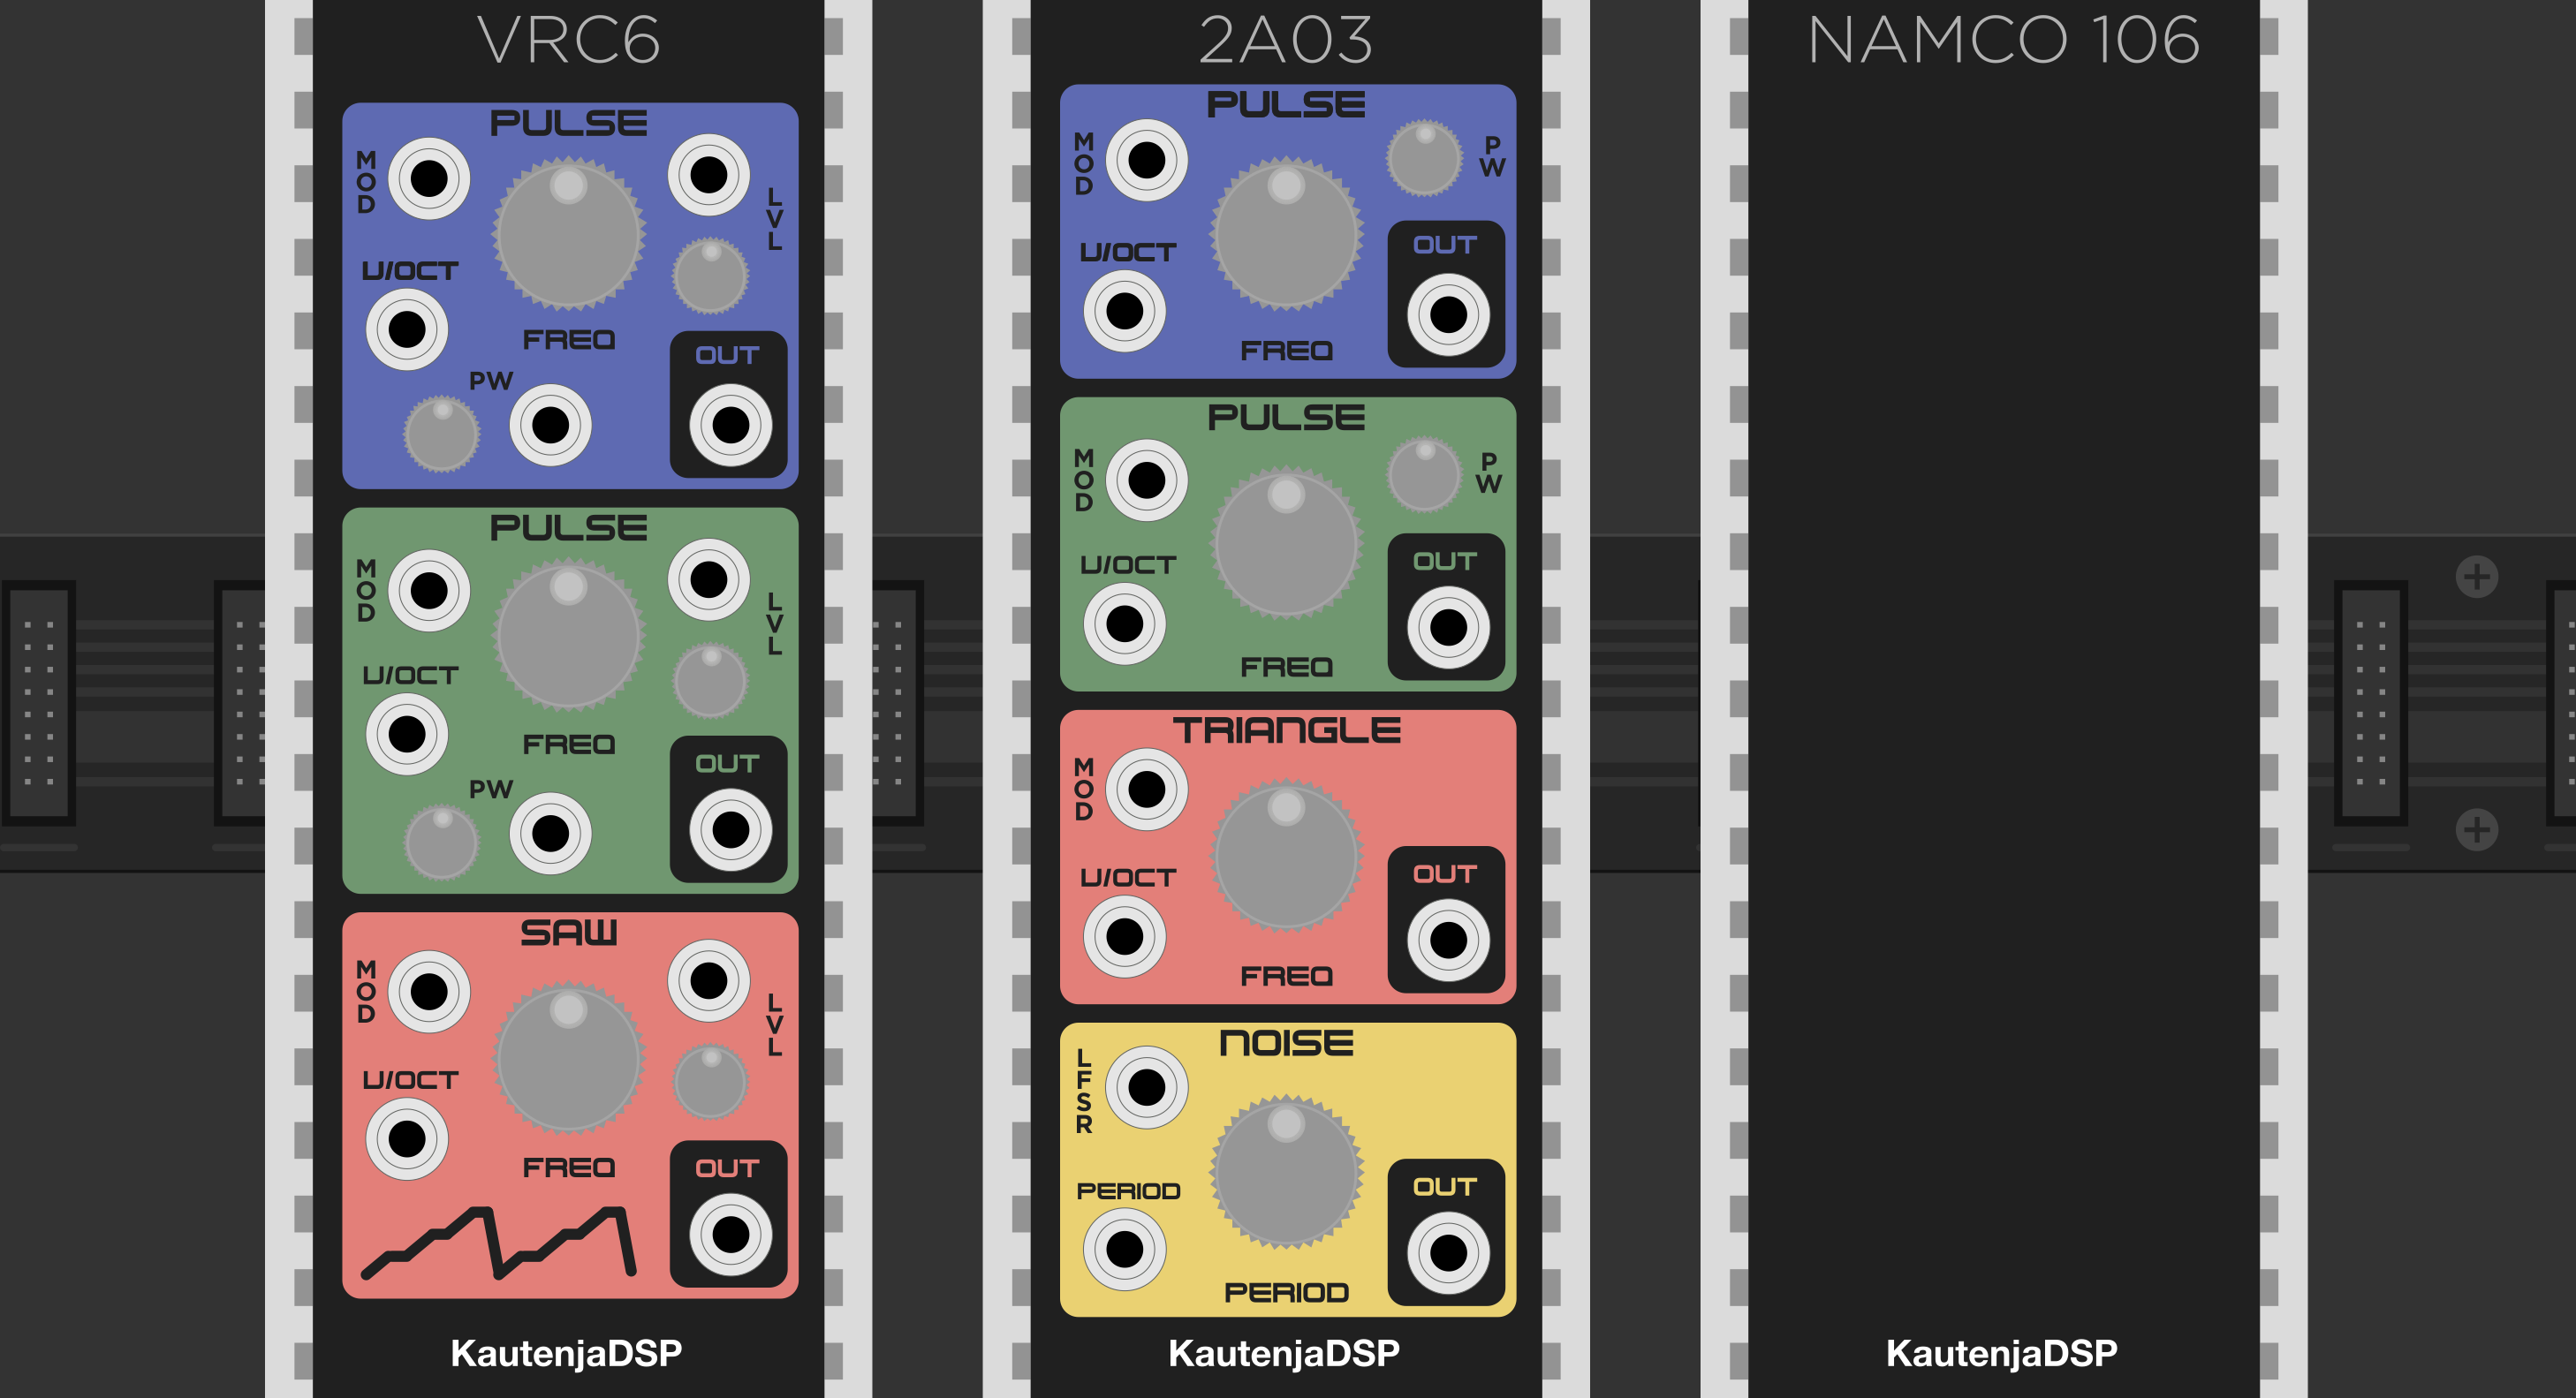 VRC6
PULSE
MOD
LVL
V/OCT
FREQ
PW
OUT
PULSE
MOD
LVL
V/OCT
FREQ
PW
OUT
SAW
MOD
LVL
V/OCT
FREQ
OUT
KautenjaDSP
2A03
PULSE
MOD
PW
V/OCT
OUT
FREQ
PULSE
MOD
PW
V/OCT
OUT
FREQ
TRIANGLE
MOD
V/OCT
OUT
FREQ
NOISE
LFSR
PERIOD
OUT
PERIOD
KautenjaDSP
NAMCO 106
KautenjaDSP